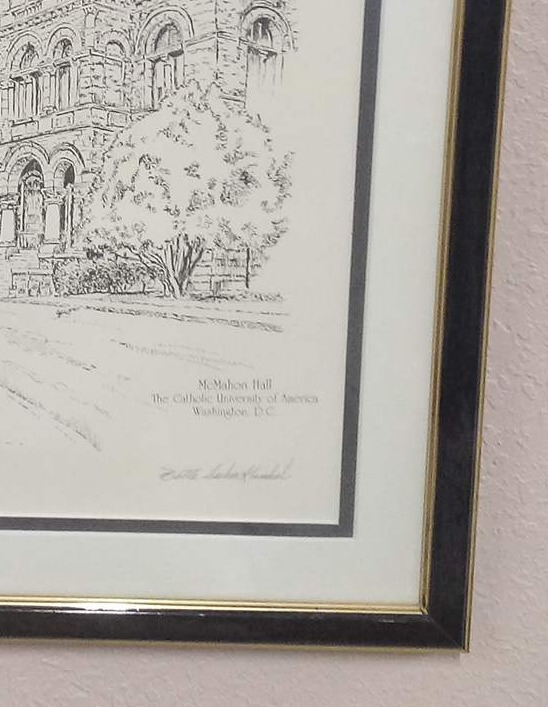 McMahon Hall
The Catholic University of America
Washington, D.C.